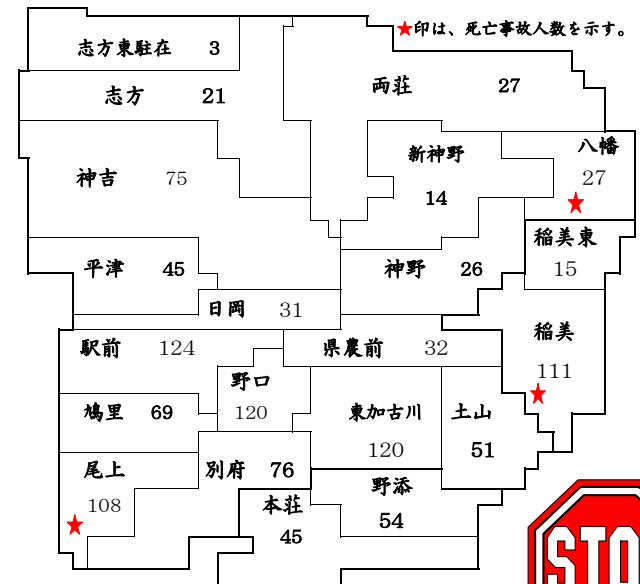 ★印は、死亡事故人数を示す。
志方東駐在 3
志方 21
両荘 27
新神野
14
八幡
27
★
神吉 75
稲美東
15
平津 45
神野 26
日岡 31
稲美
111
★
駅前 124
県農前 32
野口
120
鳩里 69
東加古川
120
土山
51
尾上
108
★
別府 76
野添
54
本荘
45
STO